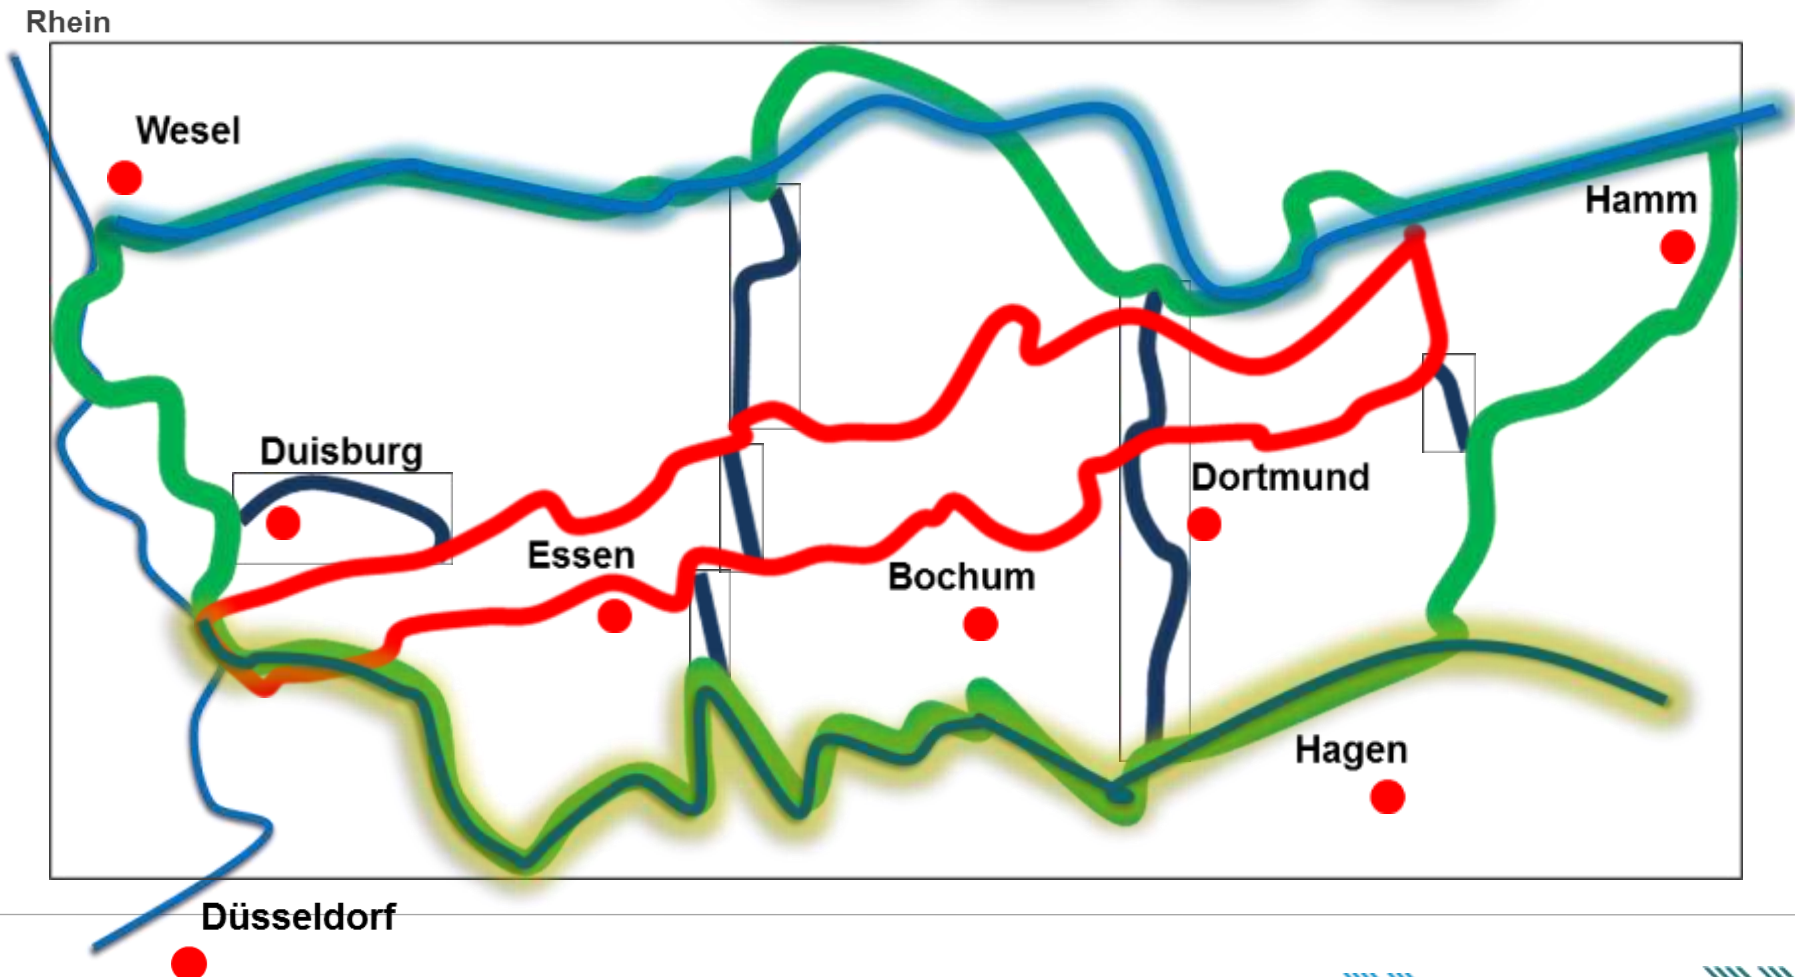 Rhein
Wesel
Hamm
Duisburg
Dortmund
Essen
Bochum
Hagen
Düsseldorf